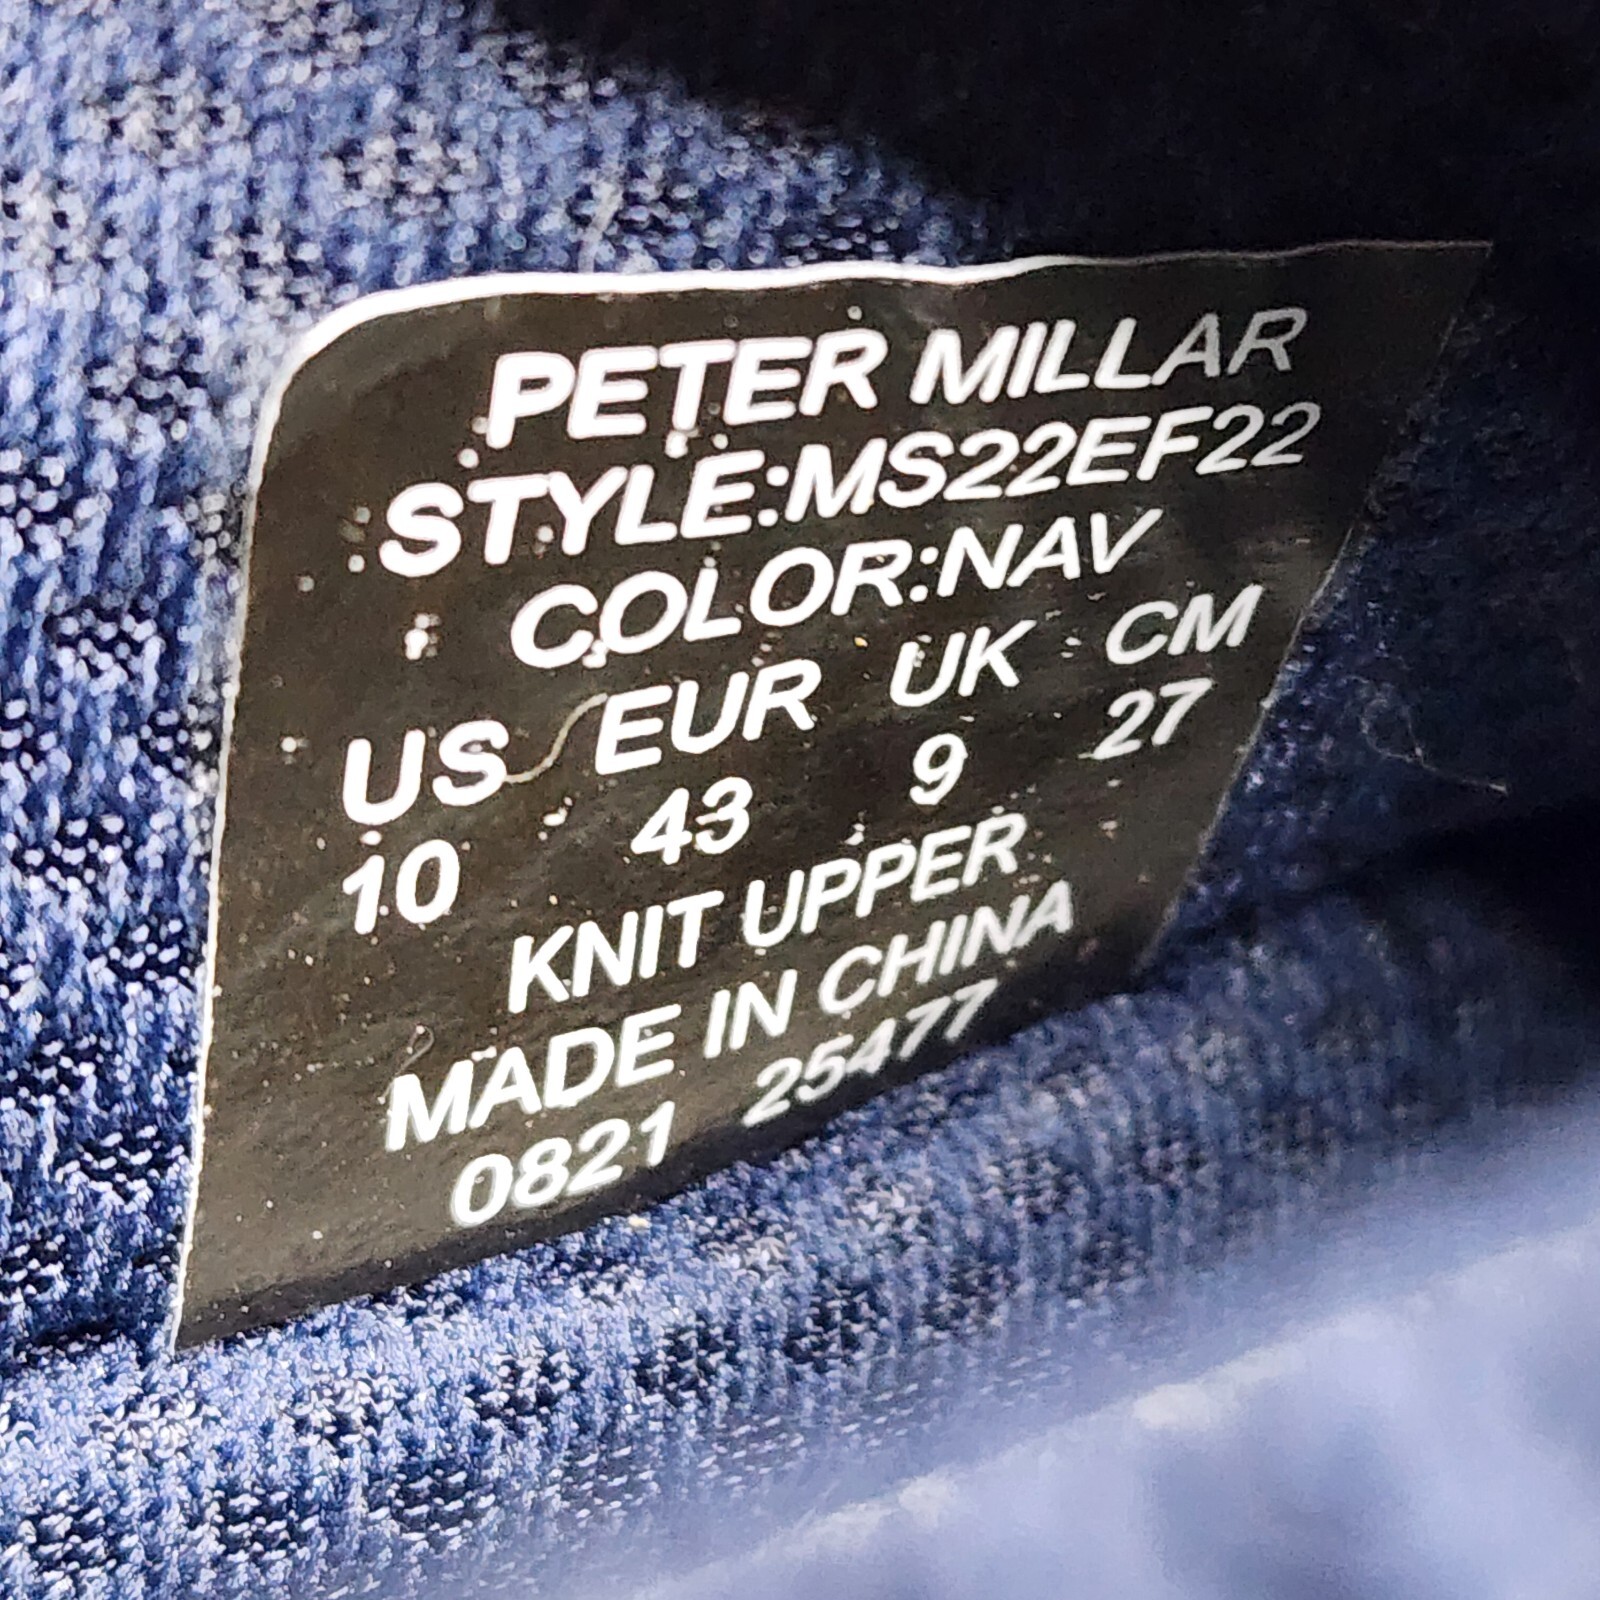 PETER MILLAR
STYLE:MS22EF22
COLOR:NAV
US EUR UK CM
10 43 9 27
KNIT UPPER
MADE IN CHINA
0821 25477